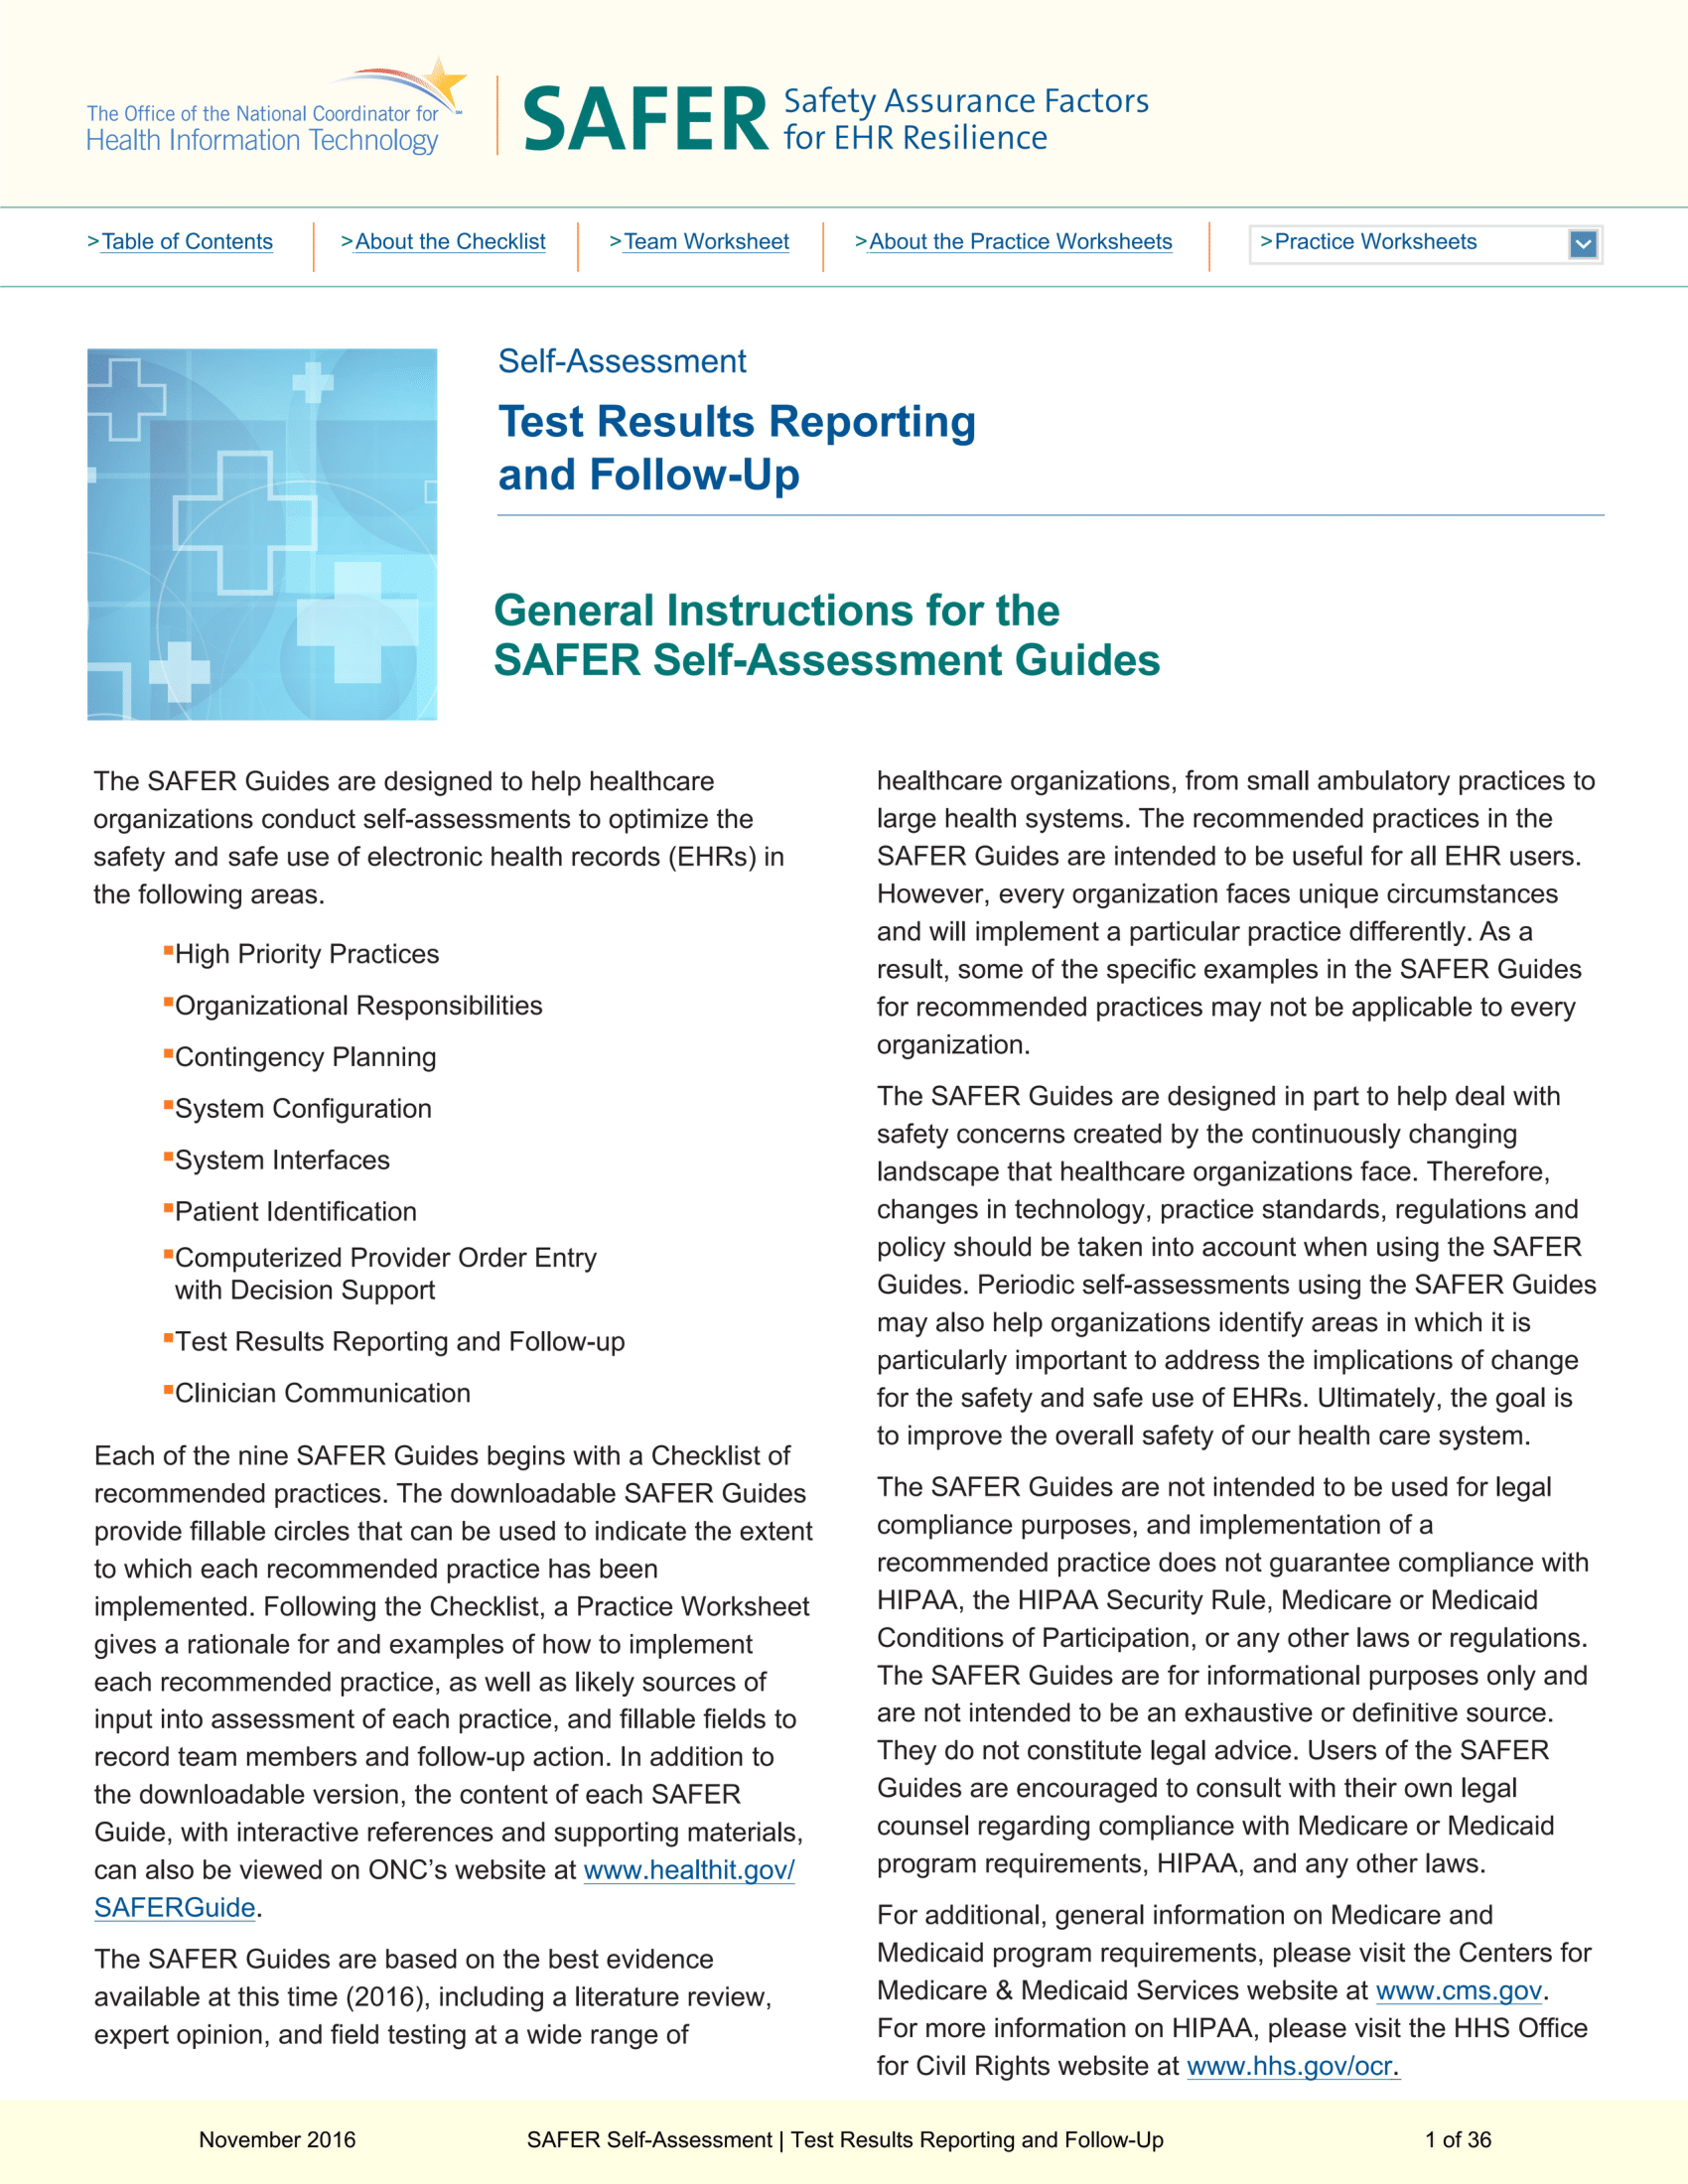 The Office of the National Coordinator for
Health Information Technology
SAFER
Safety Assurance Factors
for EHR Resilience
>Table of Contents
>About the Checklist
>Team Worksheet
>About the Practice Worksheets
>Practice Worksheets
Self-Assessment
Test Results Reporting
and Follow-Up
General Instructions for the
SAFER Self-Assessment Guides
The SAFER Guides are designed to help healthcare
organizations conduct self-assessments to optimize the
safety and safe use of electronic health records (EHRs) in
the following areas.
▪High Priority Practices
▪Organizational Responsibilities
▪Contingency Planning
▪System Configuration
▪System Interfaces
▪Patient Identification
▪Computerized Provider Order Entry
with Decision Support
▪Test Results Reporting and Follow-up
▪Clinician Communication
Each of the nine SAFER Guides begins with a Checklist of
recommended practices. The downloadable SAFER Guides
provide fillable circles that can be used to indicate the extent
to which each recommended practice has been
implemented. Following the Checklist, a Practice Worksheet
gives a rationale for and examples of how to implement
each recommended practice, as well as likely sources of
input into assessment of each practice, and fillable fields to
record team members and follow-up action. In addition to
the downloadable version, the content of each SAFER
Guide, with interactive references and supporting materials,
can also be viewed on ONC’s website at www.healthit.gov/
SAFERGuide.
The SAFER Guides are based on the best evidence
available at this time (2016), including a literature review,
expert opinion, and field testing at a wide range of
healthcare organizations, from small ambulatory practices to
large health systems. The recommended practices in the
SAFER Guides are intended to be useful for all EHR users.
However, every organization faces unique circumstances
and will implement a particular practice differently. As a
result, some of the specific examples in the SAFER Guides
for recommended practices may not be applicable to every
organization.
The SAFER Guides are designed in part to help deal with
safety concerns created by the continuously changing
landscape that healthcare organizations face. Therefore,
changes in technology, practice standards, regulations and
policy should be taken into account when using the SAFER
Guides. Periodic self-assessments using the SAFER Guides
may also help organizations identify areas in which it is
particularly important to address the implications of change
for the safety and safe use of EHRs. Ultimately, the goal is
to improve the overall safety of our health care system.
The SAFER Guides are not intended to be used for legal
compliance purposes, and implementation of a
recommended practice does not guarantee compliance with
HIPAA, the HIPAA Security Rule, Medicare or Medicaid
Conditions of Participation, or any other laws or regulations.
The SAFER Guides are for informational purposes only and
are not intended to be an exhaustive or definitive source.
They do not constitute legal advice. Users of the SAFER
Guides are encouraged to consult with their own legal
counsel regarding compliance with Medicare or Medicaid
program requirements, HIPAA, and any other laws.
For additional, general information on Medicare and
Medicaid program requirements, please visit the Centers for
Medicare & Medicaid Services website at www.cms.gov.
For more information on HIPAA, please visit the HHS Office
for Civil Rights website at www.hhs.gov/ocr.
November 2016
SAFER Self-Assessment | Test Results Reporting and Follow-Up
1 of 36